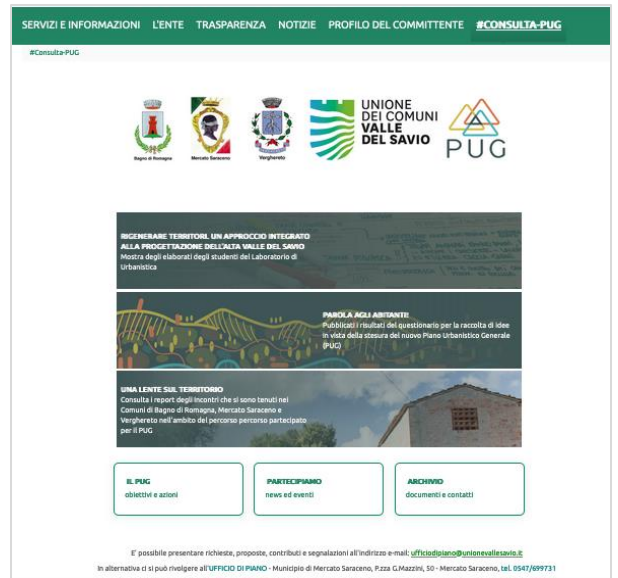 SERVIZI E INFORMAZIONI L'ENTE TRASPARENZA NOTIZIE PROFILO DEL COMMITTENTE #CONSULTA-PUG
#Consulta-PUG
UNIONE
DEI COMUNI
VALLE
DEL SAVIO
PUG
Bagno di Romagna Mercato Saraceno Verghereto
RIGENERARE TERRITORI. UN APPROCCIO INTEGRATO
ALLA PROGETTAZIONE DELL'ALTA VALLE DEL SAVIO
Mostra degli elaborati degli studenti del Laboratorio di
Urbanistica
PAROLA AGLI ABITANTI!
Pubblicati i risultati del questionario per la raccolta di idee
in vista della stesura del nuovo Piano Urbanistico Generale
(PUG)
UNA LENTE SUL TERRITORIO
Consulta i report degli incontri che si sono tenuti nei
Comuni di Bagno di Romagna, Mercato Saraceno e
Verghereto nell'ambito del percorso percorso partecipato
per il PUG
IL PUG
obiettivi e azioni
PARTECIPIAMO
news ed eventi
ARCHIVIO
documenti e contatti
E' possibile presentare richieste, proposte, contributi e segnalazioni all'indirizzo e-mail: ufficiodipiano@unionevallesavio.it
In alternativa ci si può rivolgere all'UFFICIO DI PIANO - Municipio di Mercato Saraceno, P.zza G.Mazzini, 50 - Mercato Saraceno, tel. 0547/699731